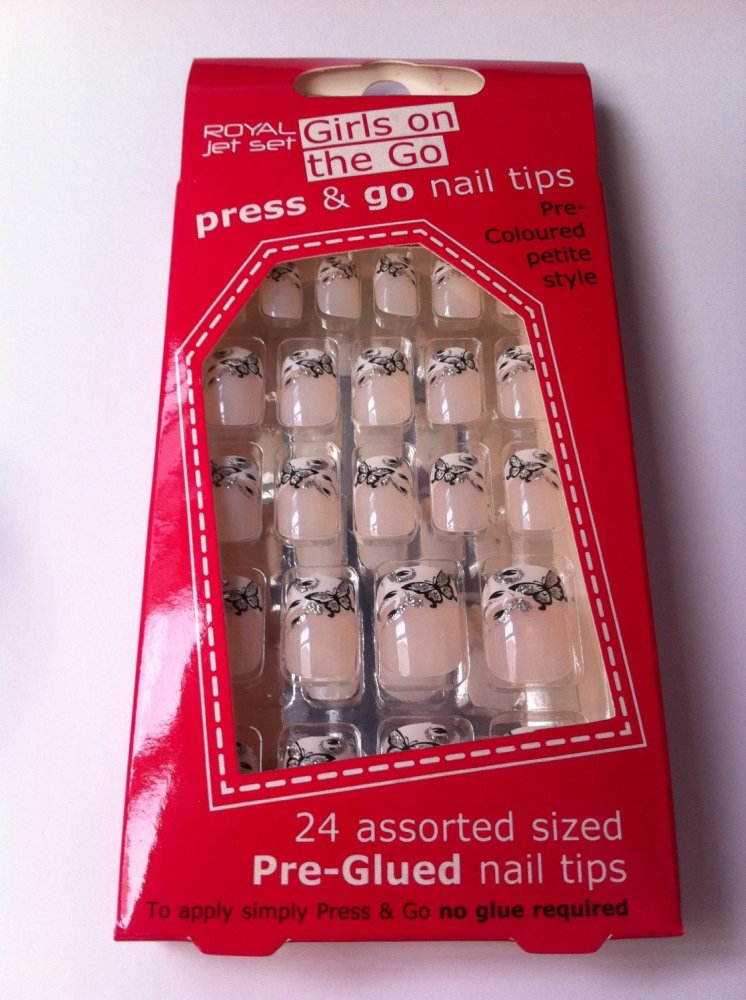 ROYAL
Jet Set
Girls on
the Go
press & go nail tips
Pre-
Coloured
petite
style
24 assorted sized
Pre-Glued nail tips
To apply simply Press & Go no glue required